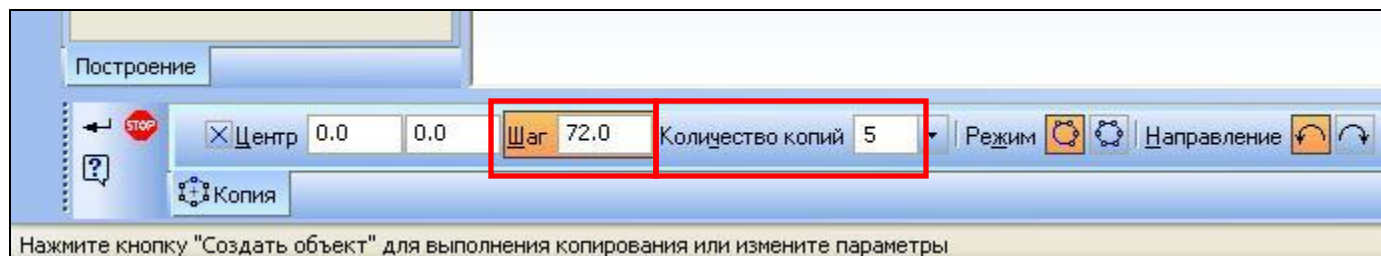 Построение
STOP Центр 0.0 0.0 Шаг 72.0 Количество копий 5 Режим Направление
?
Копия
Нажмите кнопку "Создать объект" для выполнения копирования или измените параметры